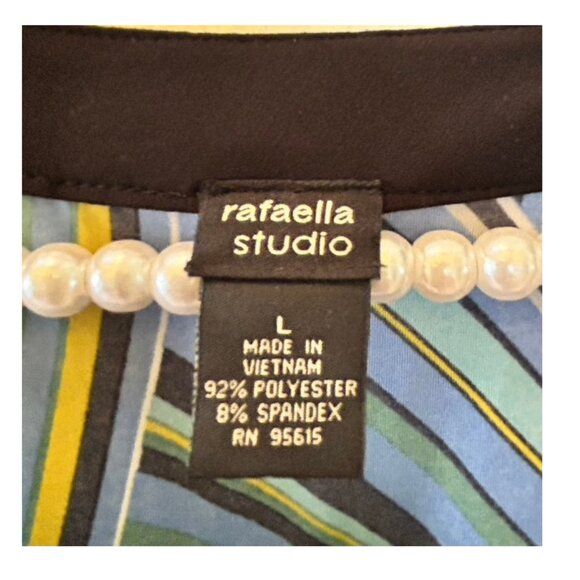 rafaella
studio
L
MADE IN
VIETNAM
92% POLYESTER
8% SPANDEX
RN 95615